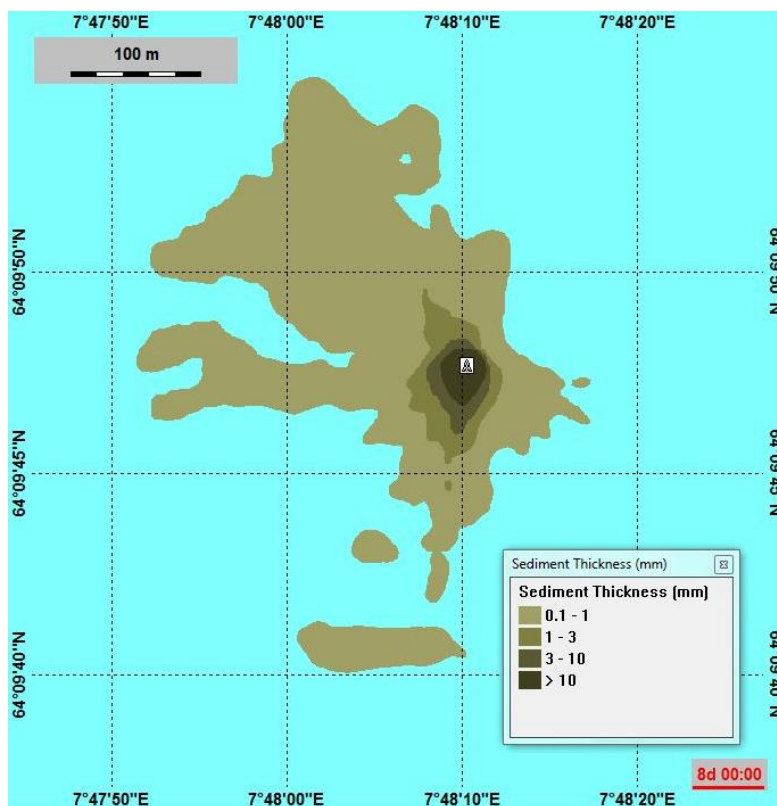 7°47'50"E 7°48'00"E 7°48'10"E 7°48'20"E
100 m
64°09'50"N
64°09'45"N
64°09'40"N
64 09 50 N
64 09 45 N
64 09 40 N
Sediment Thickness (mm)
Sediment Thickness (mm)
0.1 - 1
1 - 3
3 - 10
> 10
8d 00:00
7°47'50"E 7°48'00"E 7°48'10"E 7°48'20"E